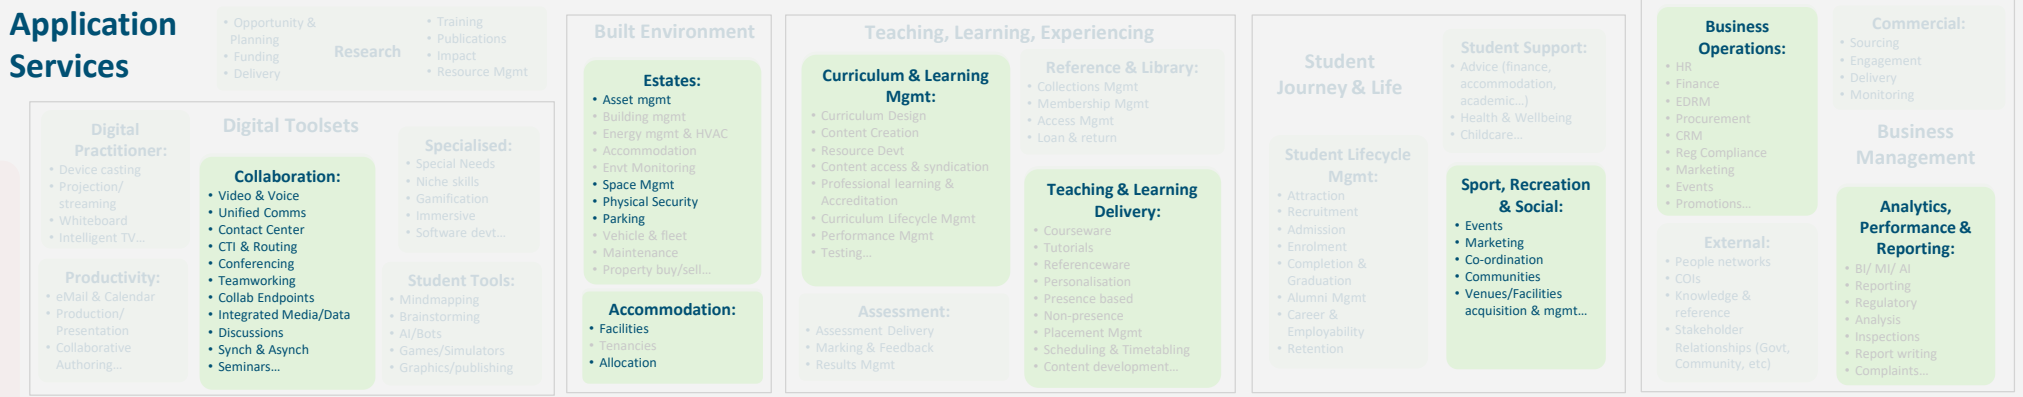 Application
Services
• Opportunity &
Planning
• Funding
• Delivery
Research
• Training
• Publications
• Impact
• Resource Mgmt
Digital Toolsets
Digital
Practitioner:
• Device casting
• Projection/
streaming
• Whiteboard
• Intelligent TV...
Productivity:
• eMail & Calendar
• Production/
Presentation
• Collaborative
Authoring...
Collaboration:
• Video & Voice
• Unified Comms
• Contact Center
• CTI & Routing
• Conferencing
• Teamworking
• Collab Endpoints
• Integrated Media/Data
• Discussions
• Synch & Asynch
• Seminars...
Specialised:
• Special Needs
• Niche skills
• Gamification
• Immersive
• Software devt...
Student Tools:
• Mindmapping
• Brainstorming
• AI/Bots
• Games/Simulators
• Graphics/publishing
Built Environment
Estates:
• Asset mgmt
• Building mgmt
• Energy mgmt & HVAC
• Accommodation
• Envt Monitoring
• Space Mgmt
• Physical Security
• Parking
• Vehicle & fleet
• Maintenance
• Property buy/sell...
Accommodation:
• Facilities
• Tenancies
• Allocation
Teaching, Learning, Experiencing
Curriculum & Learning
Mgmt:
• Curriculum Design
• Content Creation
• Resource Devt
• Content access & syndication
• Professional learning &
Accreditation
• Curriculum Lifecycle Mgmt
• Performance Mgmt
• Testing...
Assessment:
• Assessment Delivery
• Marking & Feedback
• Results Mgmt
Reference & Library:
• Collections Mgmt
• Membership Mgmt
• Access Mgmt
• Loan & return
Teaching & Learning
Delivery:
• Courseware
• Tutorials
• Referenceware
• Personalisation
• Presence based
• Non-presence
• Placement Mgmt
• Scheduling & Timetabling
• Content development...
Student
Journey & Life
Student Lifecycle
Mgmt:
• Attraction
• Recruitment
• Admission
• Enrolment
• Completion &
Graduation
• Alumni Mgmt
• Career &
Employability
• Retention
Student Support:
• Advice (finance,
accommodation,
academic...)
• Health & Wellbeing
• Childcare...
Sport, Recreation
& Social:
• Events
• Marketing
• Co-ordination
• Communities
• Venues/Facilities
acquisition & mgmt...
Business
Operations:
• HR
• Finance
• EDRM
• Procurement
• CRM
• Reg Compliance
• Marketing
• Events
• Promotions...
External:
• People networks
• COIs
• Knowledge &
reference
• Stakeholder
Relationships (Govt,
Community, etc)
Commercial:
• Sourcing
• Engagement
• Delivery
• Monitoring
Business
Management
Analytics,
Performance &
Reporting:
• BI/ MI/ AI
• Reporting
• Regulatory
• Analysis
• Inspections
• Report writing
• Complaints...